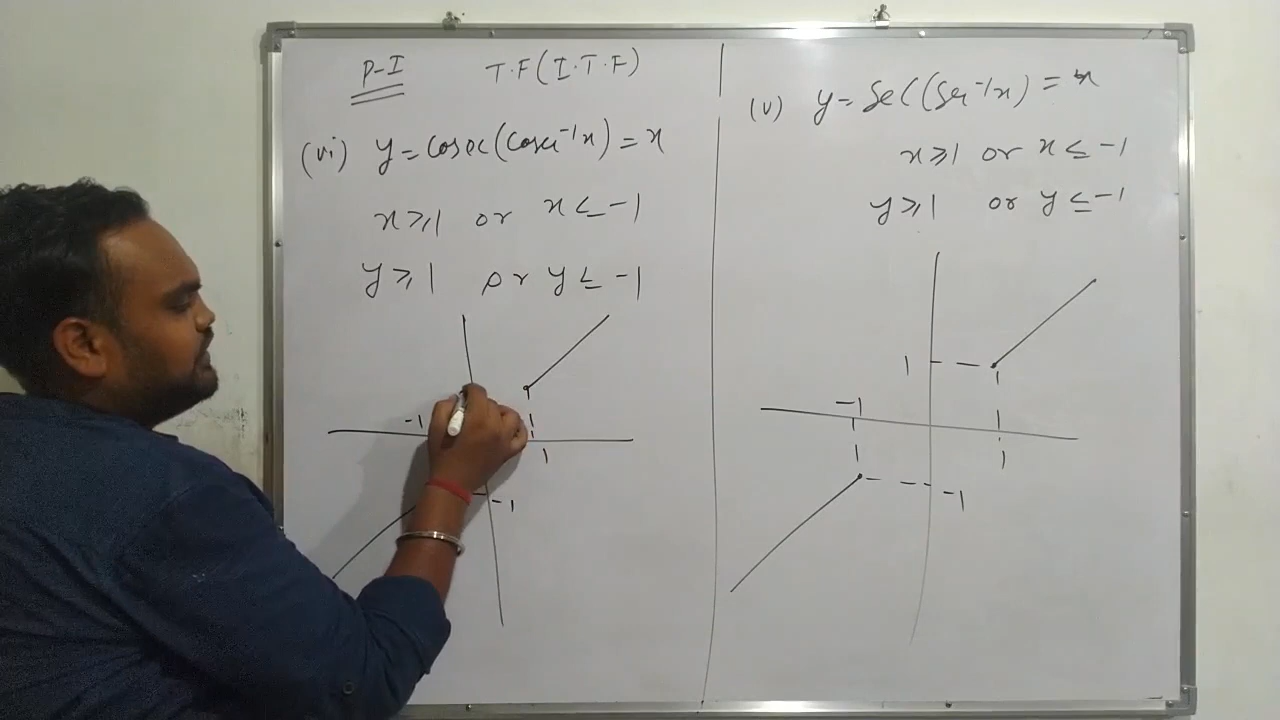 P-I T.F(I.T.F)
(vi) y=Cosec(Cosec⁻¹x)=x
x≥1 or x≤-1
y≥1 or y≤-1
-1
1
-1
(v) y=Sec(Sec⁻¹x)=x
x≥1 or x≤-1
y≥1 or y≤-1
1
-1
1
-1